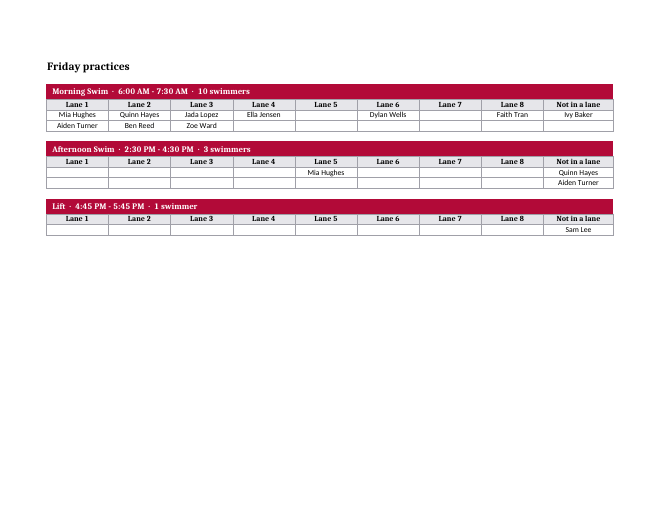 Friday practices
Morning Swim · 6:00 AM - 7:30 AM · 10 swimmers
Lane 1 Lane 2 Lane 3 Lane 4 Lane 5 Lane 6 Lane 7 Lane 8 Not in a lane
Mia Hughes Quinn Hayes Jada Lopez Ella Jensen Dylan Wells Faith Tran Ivy Baker
Aiden Turner Ben Reed Zoe Ward
Afternoon Swim · 2:30 PM - 4:30 PM · 3 swimmers
Lane 1 Lane 2 Lane 3 Lane 4 Lane 5 Lane 6 Lane 7 Lane 8 Not in a lane
Mia Hughes Quinn Hayes
Aiden Turner
Lift · 4:45 PM - 5:45 PM · 1 swimmer
Lane 1 Lane 2 Lane 3 Lane 4 Lane 5 Lane 6 Lane 7 Lane 8 Not in a lane
Sam Lee